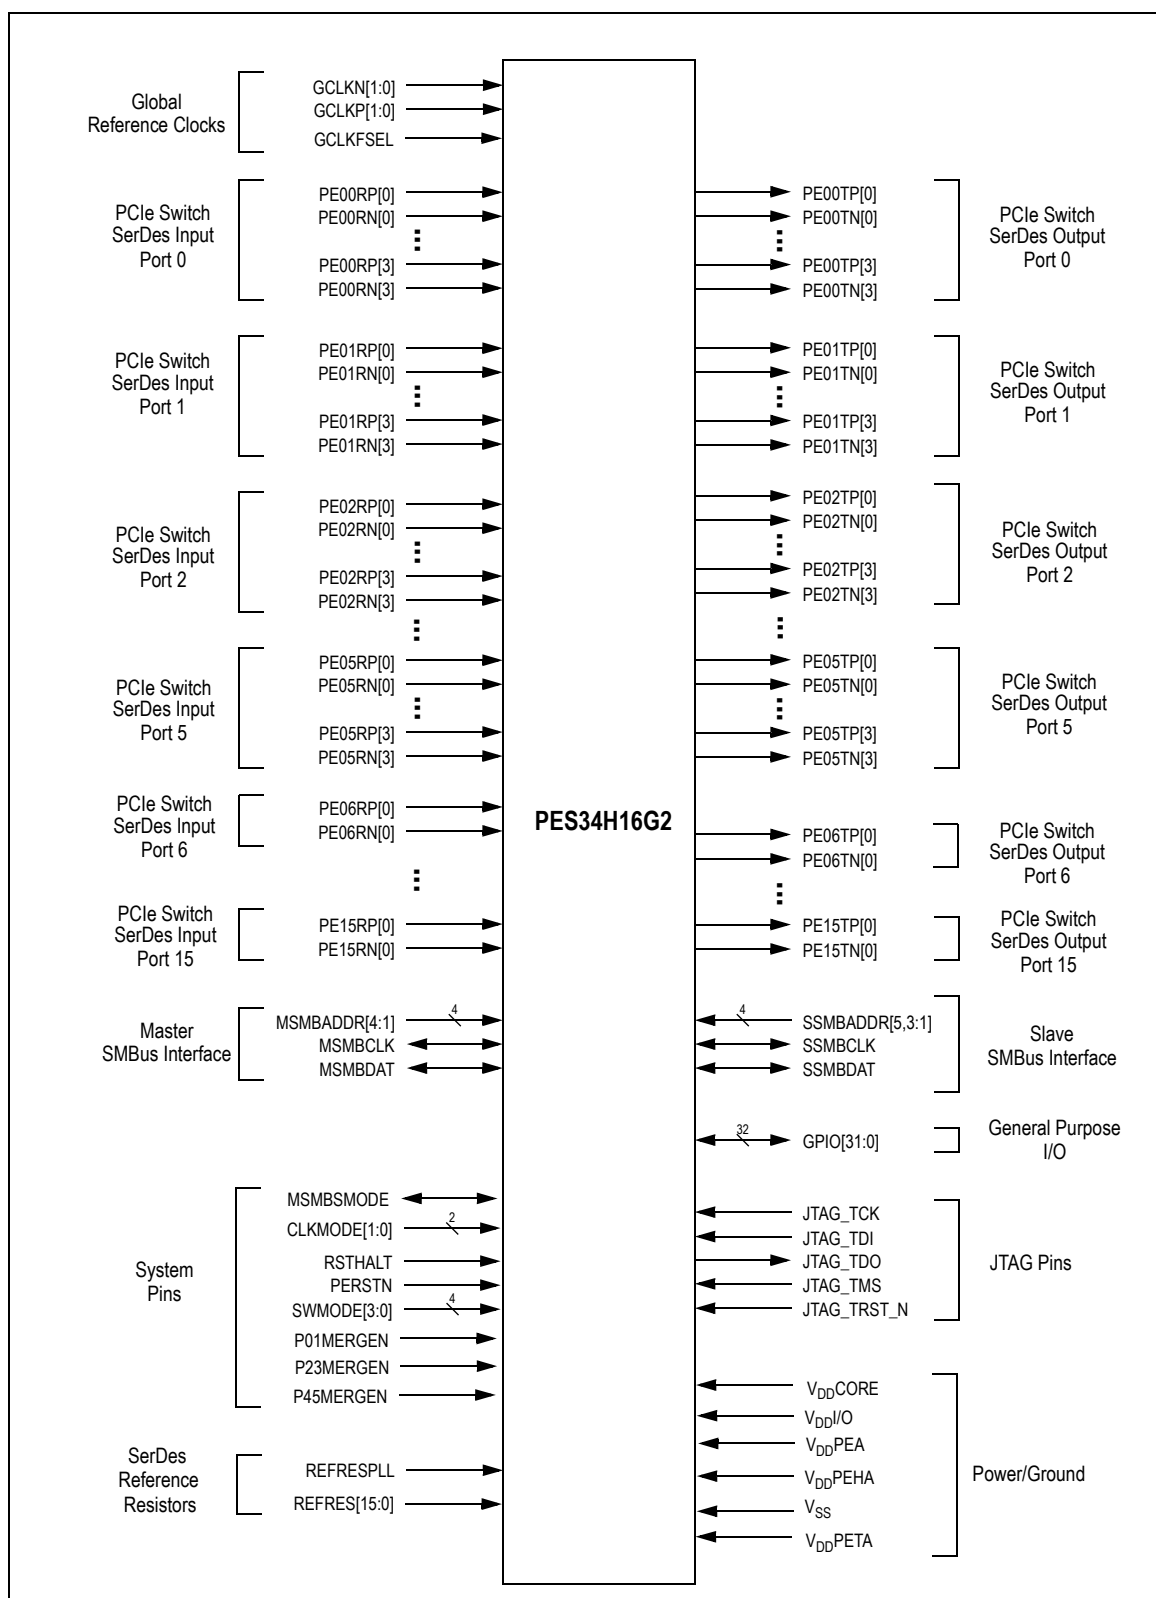 Global
Reference Clocks
GCLKN[1:0]
GCLKP[1:0]
GCLKFSEL
PCIe Switch
SerDes Input
Port 0
PE00RP[0]
PE00RN[0]
PE00RP[3]
PE00RN[3]
PE00TP[0]
PE00TN[0]
PE00TP[3]
PE00TN[3]
PCIe Switch
SerDes Output
Port 0
PCIe Switch
SerDes Input
Port 1
PE01RP[0]
PE01RN[0]
PE01RP[3]
PE01RN[3]
PE01TP[0]
PE01TN[0]
PE01TP[3]
PE01TN[3]
PCIe Switch
SerDes Output
Port 1
PCIe Switch
SerDes Input
Port 2
PE02RP[0]
PE02RN[0]
PE02RP[3]
PE02RN[3]
PE02TP[0]
PE02TN[0]
PE02TP[3]
PE02TN[3]
PCIe Switch
SerDes Output
Port 2
PCIe Switch
SerDes Input
Port 5
PE05RP[0]
PE05RN[0]
PE05RP[3]
PE05RN[3]
PE05TP[0]
PE05TN[0]
PE05TP[3]
PE05TN[3]
PCIe Switch
SerDes Output
Port 5
PCIe Switch
SerDes Input
Port 6
PE06RP[0]
PE06RN[0]
PES34H16G2
PE06TP[0]
PE06TN[0]
PCIe Switch
SerDes Output
Port 6
PCIe Switch
SerDes Input
Port 15
PE15RP[0]
PE15RN[0]
PE15TP[0]
PE15TN[0]
PCIe Switch
SerDes Output
Port 15
Master
SMBus Interface
MSMBADDR[4:1]
4
MSMBCLK
MSMBDAT
4
SSMBADDR[5,3:1]
SSMBCLK
SSMBDAT
Slave
SMBus Interface
32
GPIO[31:0]
General Purpose
I/O
System
Pins
MSMBSMODE
CLKMODE[1:0]
2
RSTHALT
PERSTN
SWMODE[3:0]
4
P01MERGEN
P23MERGEN
P45MERGEN
JTAG_TCK
JTAG_TDI
JTAG_TDO
JTAG_TMS
JTAG_TRST_N
JTAG Pins
SerDes
Reference
Resistors
REFRESPLL
REFRES[15:0]
VDDCORE
VDDI/O
VDDPEA
VDDPEHA
VSS
VDDPETA
Power/Ground